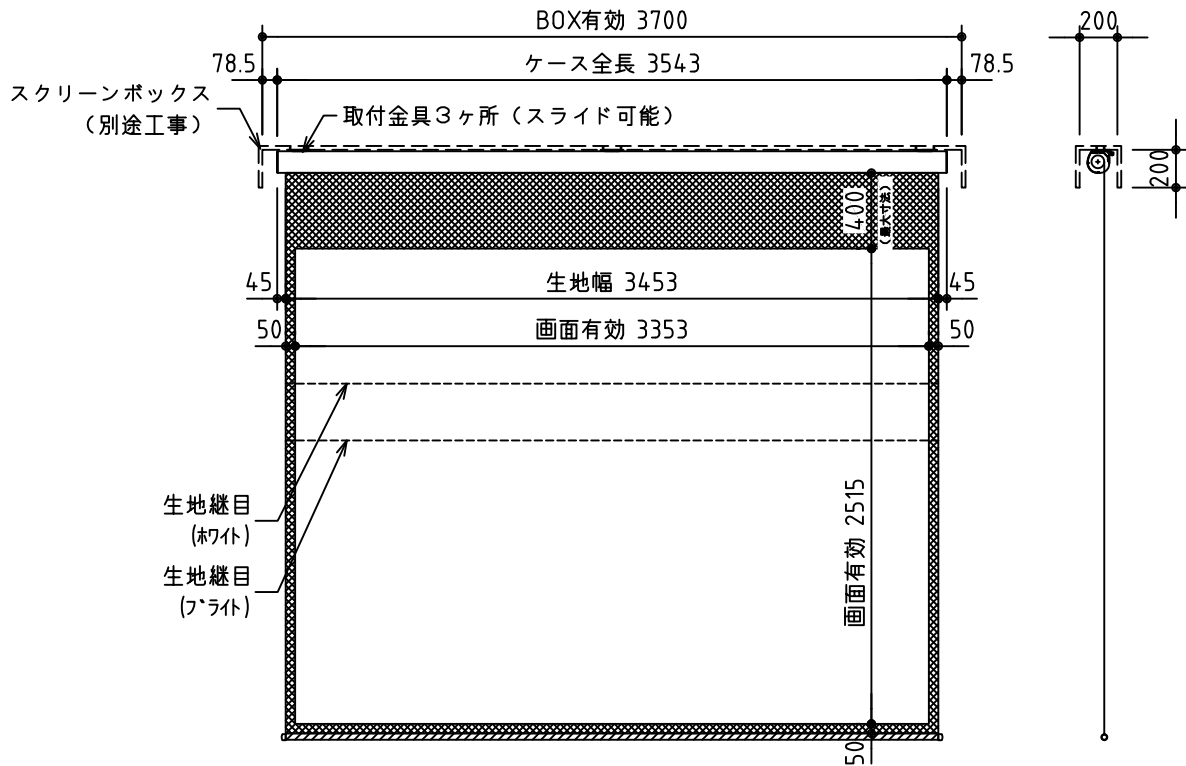 BOX有効 3700
200
78.5
ケース全長 3543
78.5
スクリーンボックス
（別途工事）
取付金具3ヶ所（スライド可能）
200
400
（最大寸法）
45
生地幅 3453
45
50
画面有効 3353
50
生地継目
(ホワイト)
生地継目
(ブライト)
画面有効 2515
50